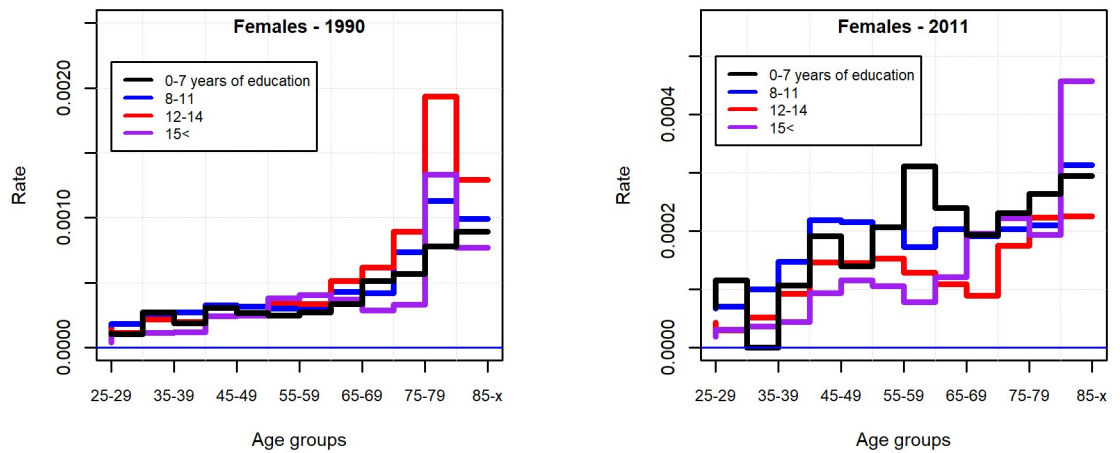 Females - 1990
0-7 years of education
8-11
12-14
15<
Rate
0.0000
0.0010
0.0020
25-29
35-39
45-49
55-59
65-69
75-79
85-x
Age groups
Females - 2011
0-7 years of education
8-11
12-14
15<
Rate
0.0000
0.0002
0.0004
25-29
35-39
45-49
55-59
65-69
75-79
85-x
Age groups